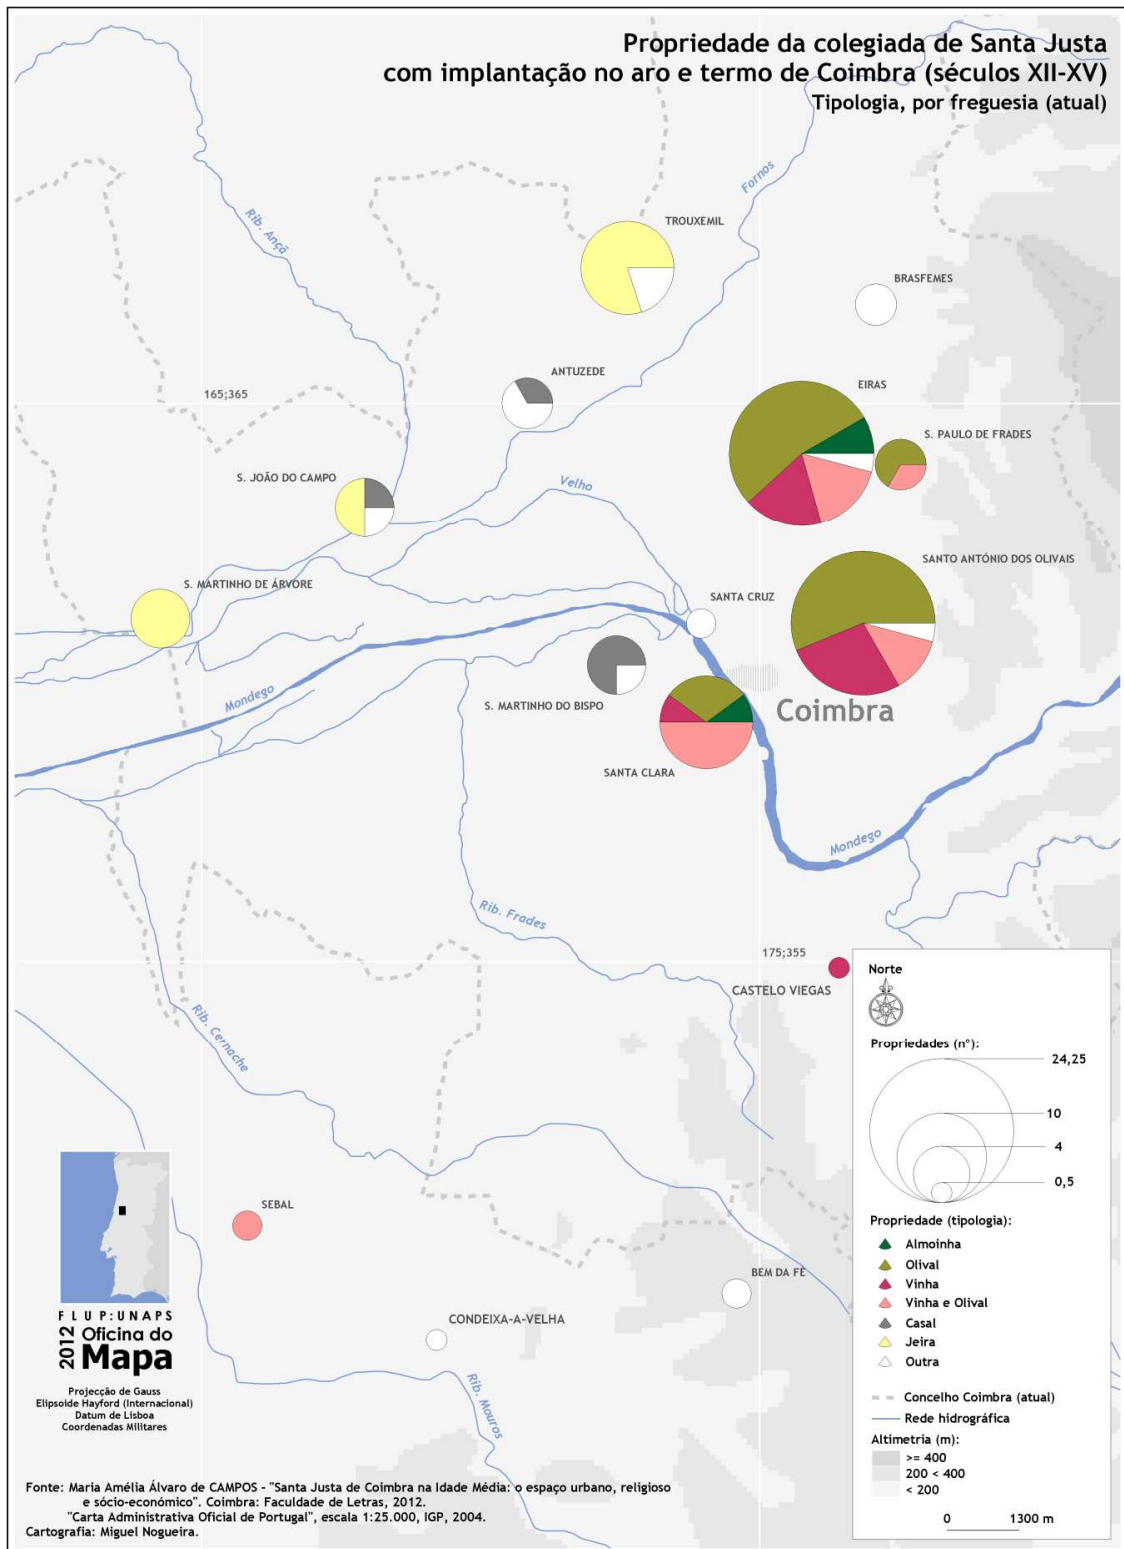 Propriedade da colegiada de Santa Justa
com implantação no aro e termo de Coimbra (séculos XII-XV)
Tipologia, por freguesia (atual)
Fornos
Rib. Ançã
TROUXEMIL
BRASFEMES
ANTUZEDE
EIRAS
165;365
S. PAULO DE FRADES
S. JOÃO DO CAMPO
Velho
SANTO ANTÓNIO DOS OLIVAIS
S. MARTINHO DE ÁRVORE
SANTA CRUZ
Mondego
S. MARTINHO DO BISPO
Coimbra
SANTA CLARA
Mondego
Rib. Frades
175;355
CASTELO VIEGAS
Rib. Cernache
SEBAL
BEM DA FÉ
CONDEIXA-A-VELHA
Rib. Mouros
Norte
Propriedades (nº):
24,25
10
4
0,5
Propriedade (tipologia):
Almoinha
Olival
Vinha
Vinha e Olival
Casal
Jeira
Outra
Concelho Coimbra (atual)
Rede hidrográfica
Altimetria (m):
>= 400
200 < 400
< 200
0 1300 m
FLUP:UNAPS
2012 Oficina do
Mapa
Projecção de Gauss
Elipsoide Hayford (Internacional)
Datum de Lisboa
Coordenadas Militares
Fonte: Maria Amélia Álvaro de CAMPOS - "Santa Justa de Coimbra na Idade Média: o espaço urbano, religioso
e sócio-económico". Coimbra: Faculdade de Letras, 2012.
"Carta Administrativa Oficial de Portugal", escala 1:25.000, IGP, 2004.
Cartografia: Miguel Nogueira.